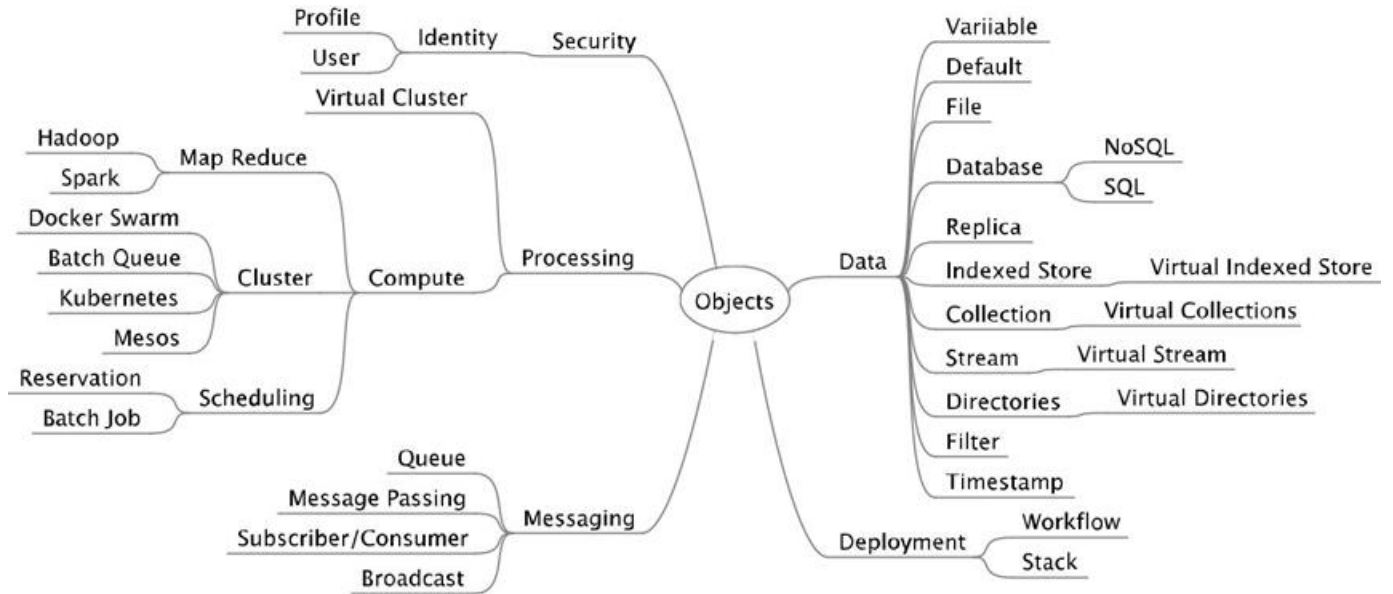 Profile
User
Identity
Security
Virtual Cluster
Hadoop
Spark
Map Reduce
Docker Swarm
Batch Queue
Kubernetes
Mesos
Cluster
Compute
Processing
Reservation
Batch Job
Scheduling
Queue
Message Passing
Subscriber/Consumer
Broadcast
Messaging
Objects
Data
Variiable
Default
File
Database
NoSQL
SQL
Replica
Indexed Store
Virtual Indexed Store
Collection
Virtual Collections
Stream
Virtual Stream
Directories
Virtual Directories
Filter
Timestamp
Deployment
Workflow
Stack